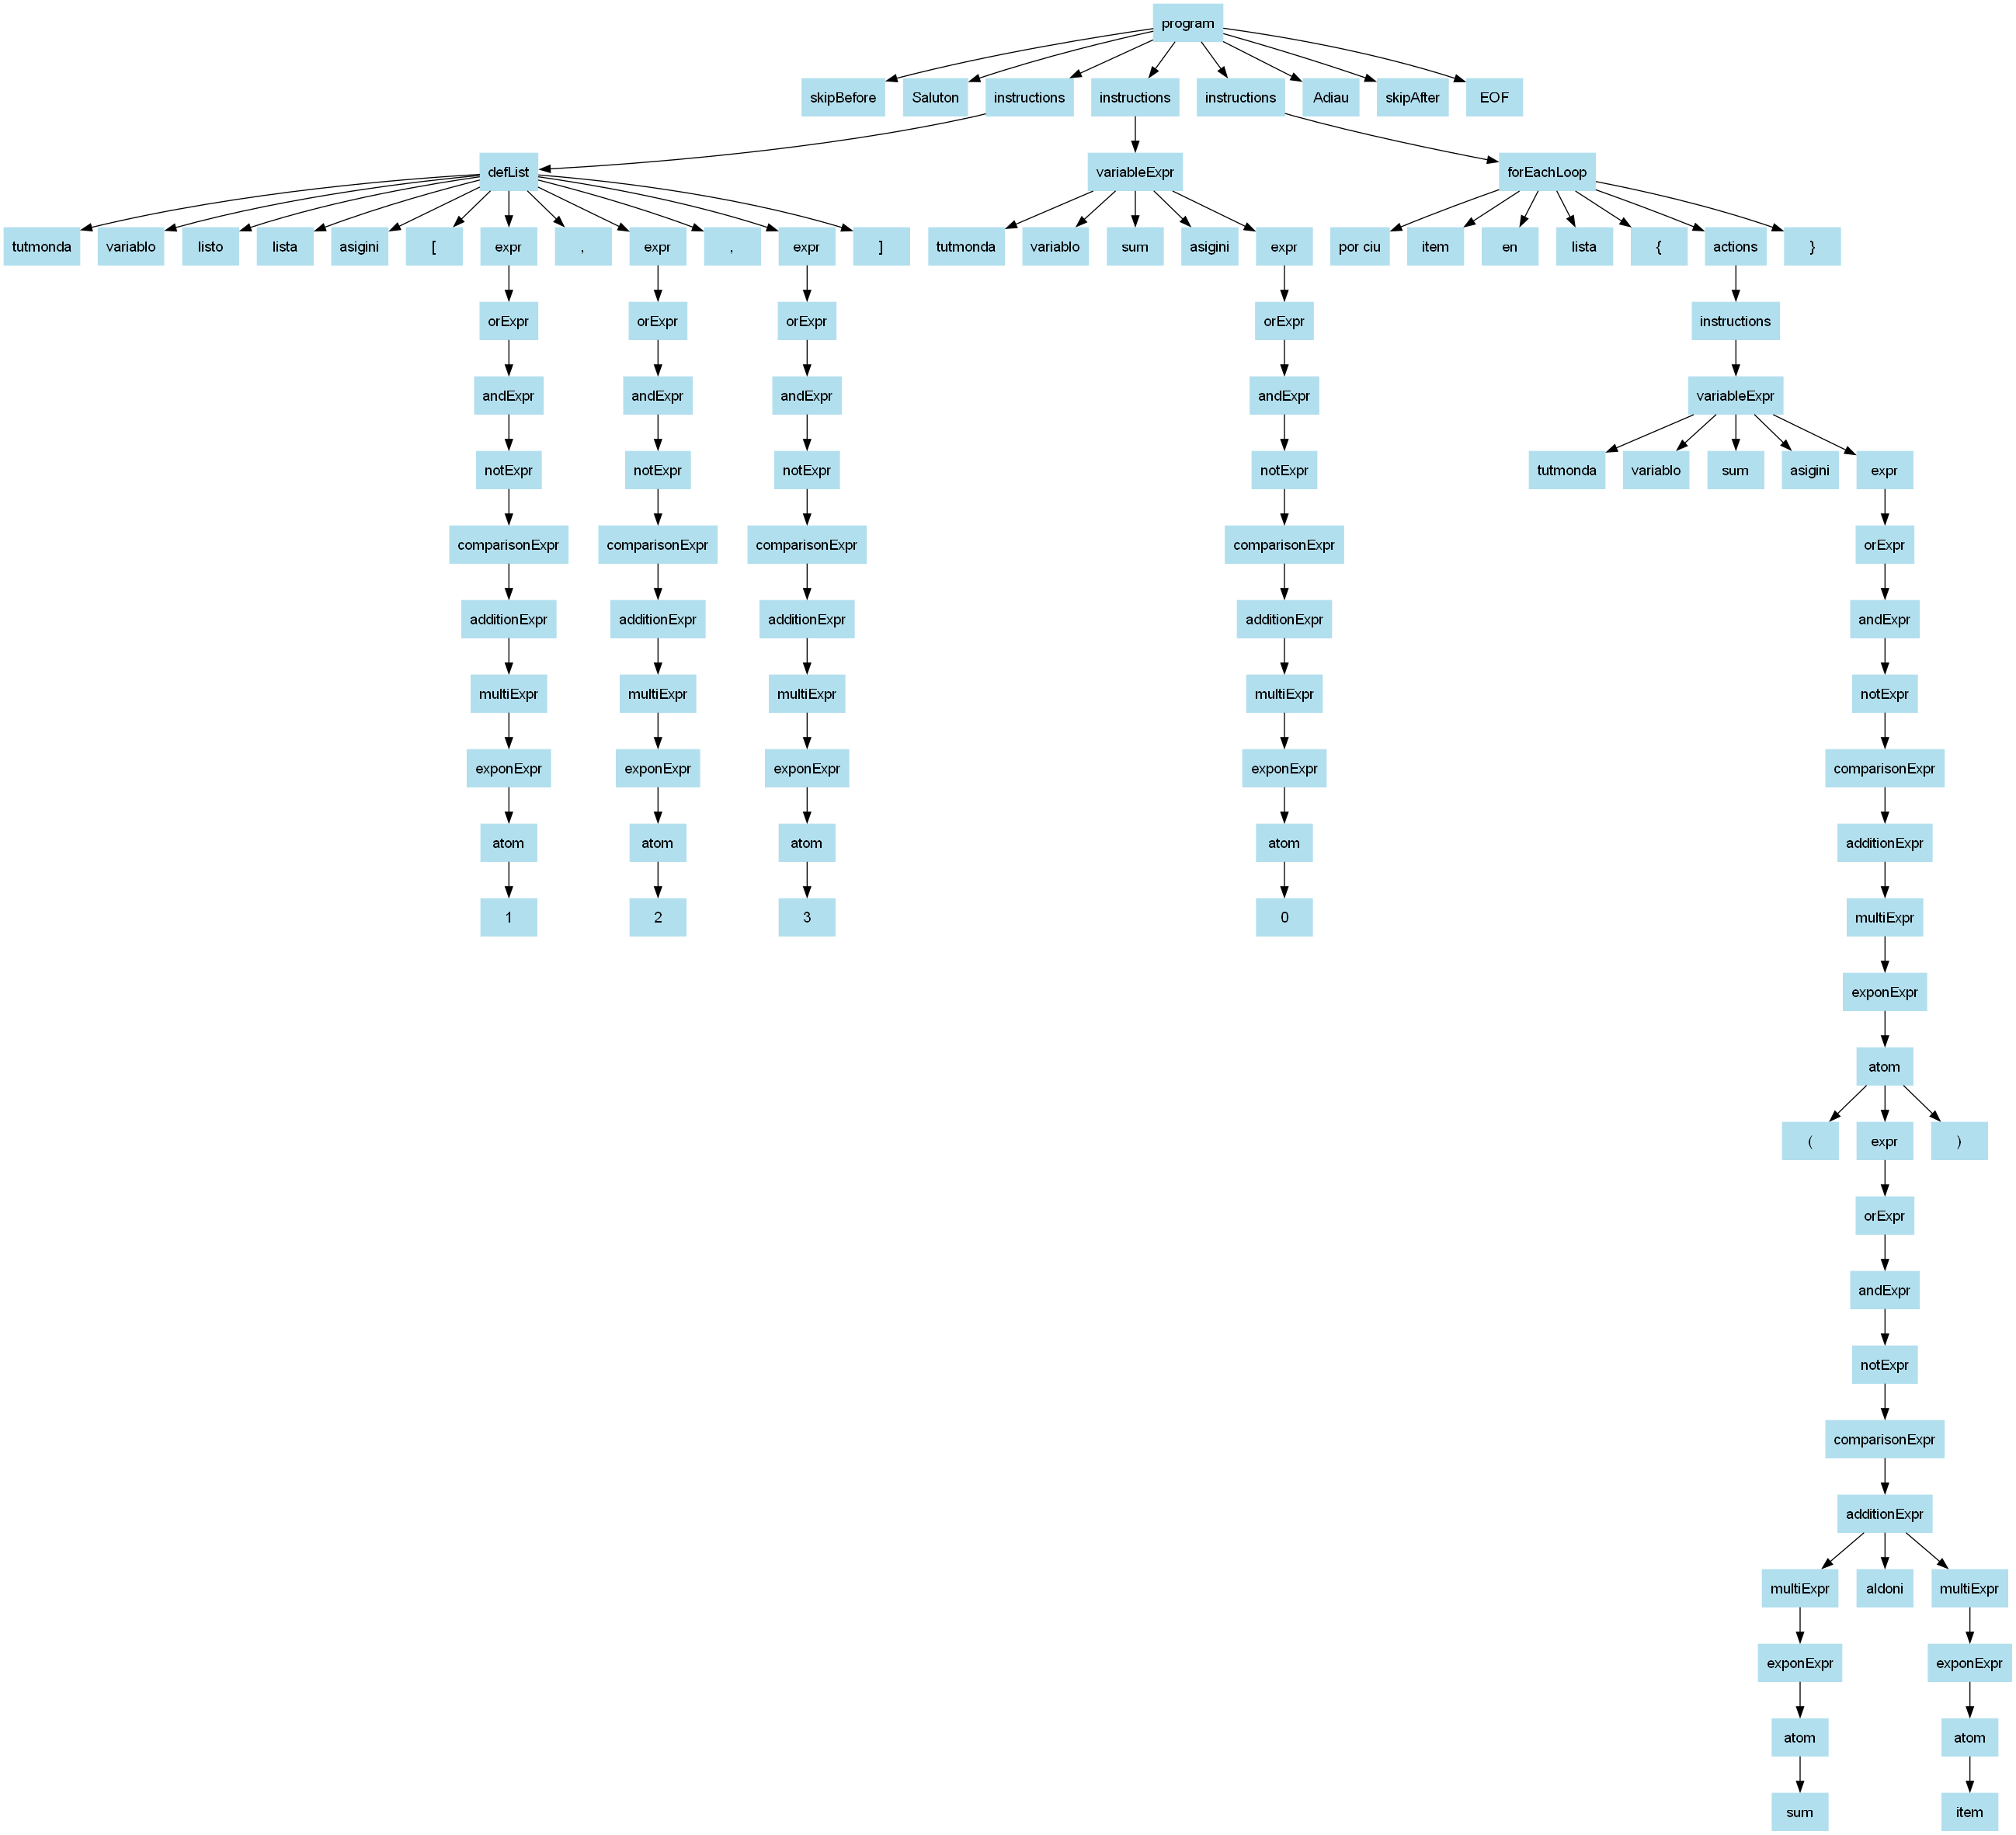 program
skipBefore Saluton instructions instructions instructions Adiau skipAfter EOF
defList variableExpr forEachLoop
tutmonda variablo listo lista asigini [ expr , expr , expr ] tutmonda variablo sum asigini expr por ciu item en lista { actions }
orExpr orExpr orExpr orExpr instructions
andExpr andExpr andExpr andExpr variableExpr
notExpr notExpr notExpr notExpr tutmonda variablo sum asigini expr
comparisonExpr comparisonExpr comparisonExpr comparisonExpr orExpr
additionExpr additionExpr additionExpr additionExpr andExpr
multiExpr multiExpr multiExpr multiExpr notExpr
exponExpr exponExpr exponExpr exponExpr comparisonExpr
atom atom atom atom additionExpr
1 2 3 0 multiExpr
exponExpr
atom
( expr )
orExpr
andExpr
notExpr
comparisonExpr
additionExpr
multiExpr aldoni multiExpr
exponExpr exponExpr
atom atom
sum item